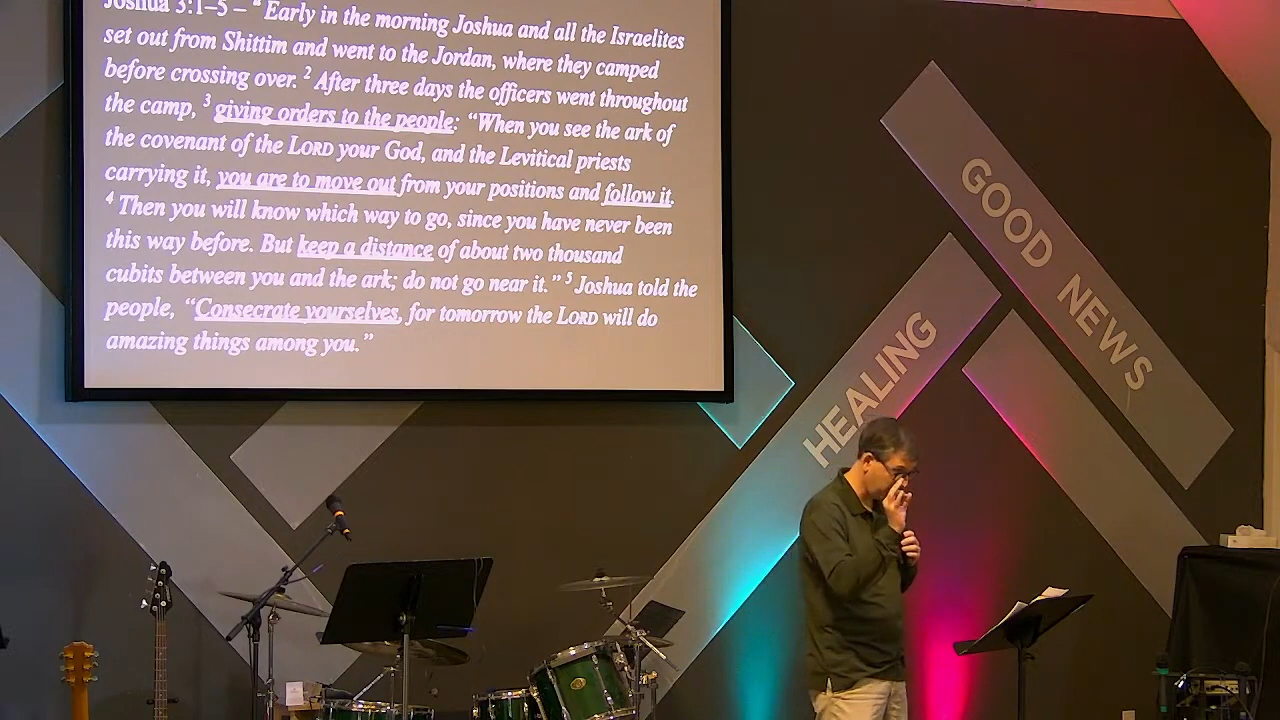 Joshua 3:1–5 – “Early in the morning Joshua and all the Israelites
set out from Shittim and went to the Jordan, where they camped
before crossing over. 2 After three days the officers went throughout
the camp, 3 giving orders to the people: “When you see the ark of
the covenant of the LORD your God, and the Levitical priests
carrying it, you are to move out from your positions and follow it.
4 Then you will know which way to go, since you have never been
this way before. But keep a distance of about two thousand
cubits between you and the ark; do not go near it.” 5 Joshua told the
people, “Consecrate yourselves, for tomorrow the LORD will do
amazing things among you.”
GOOD NEWS
HEALING